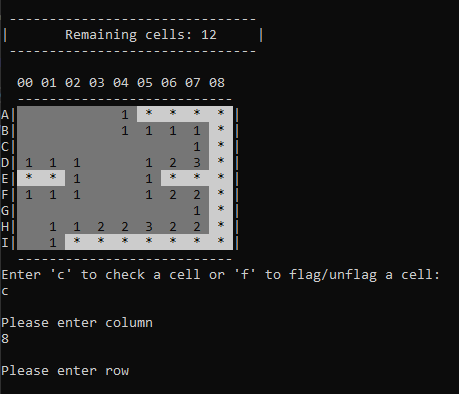 -------------------------------
| Remaining cells: 12 |
-------------------------------
00 01 02 03 04 05 06 07 08
---------------------------
A| 1 * * * *|
B| 1 1 1 1 *|
C| 1 *|
D| 1 1 1 1 2 3 *|
E| * * 1 1 * * *|
F| 1 1 1 1 2 2 *|
G| 1 *|
H| 1 1 2 2 3 2 2 *|
I| 1 * * * * * * *|
---------------------------
Enter 'c' to check a cell or 'f' to flag/unflag a cell:
c
Please enter column
8
Please enter row